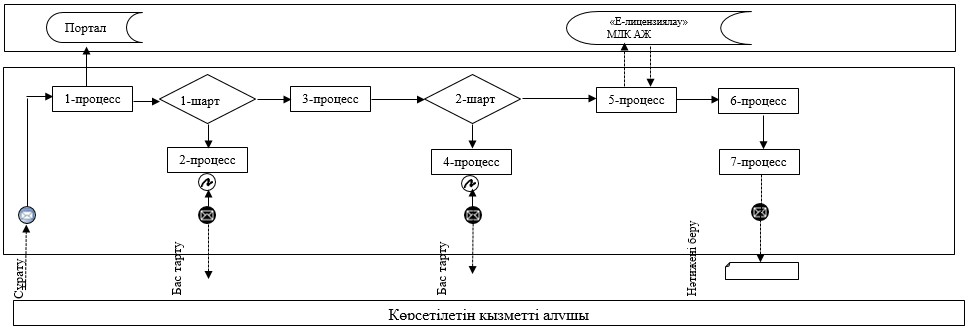 Портал
«Е-лицензиялау»
МДК АЖ
1-процесс
1-шарт
3-процесс
2-шарт
5-процесс
6-процесс
2-процесс
4-процесс
7-процесс
Сұрату
Бас тарту
Бас тарту
Нәтижені беру
Көрсетілетін қызметті алушы